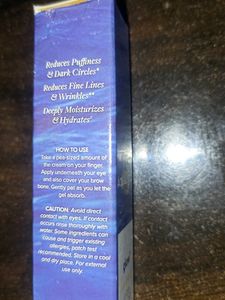 Reduces Puffiness
& Dark Circles*
Reduces Fine Lines
& Wrinkles**
Deeply Moisturizes
& Hydrates†
HOW TO USE
Take a pea-sized amount of
the cream on your finger.
Apply underneath your eye
and also cover your brow
bone. Gently pat as you let the
gel absorb.
CAUTION: Avoid direct
contact with eyes. If contact
occurs rinse thoroughly with
water. Some ingredients can
cause and trigger existing
allergies, patch test
recommended. Store in a cool
and dry place. For external
use only.